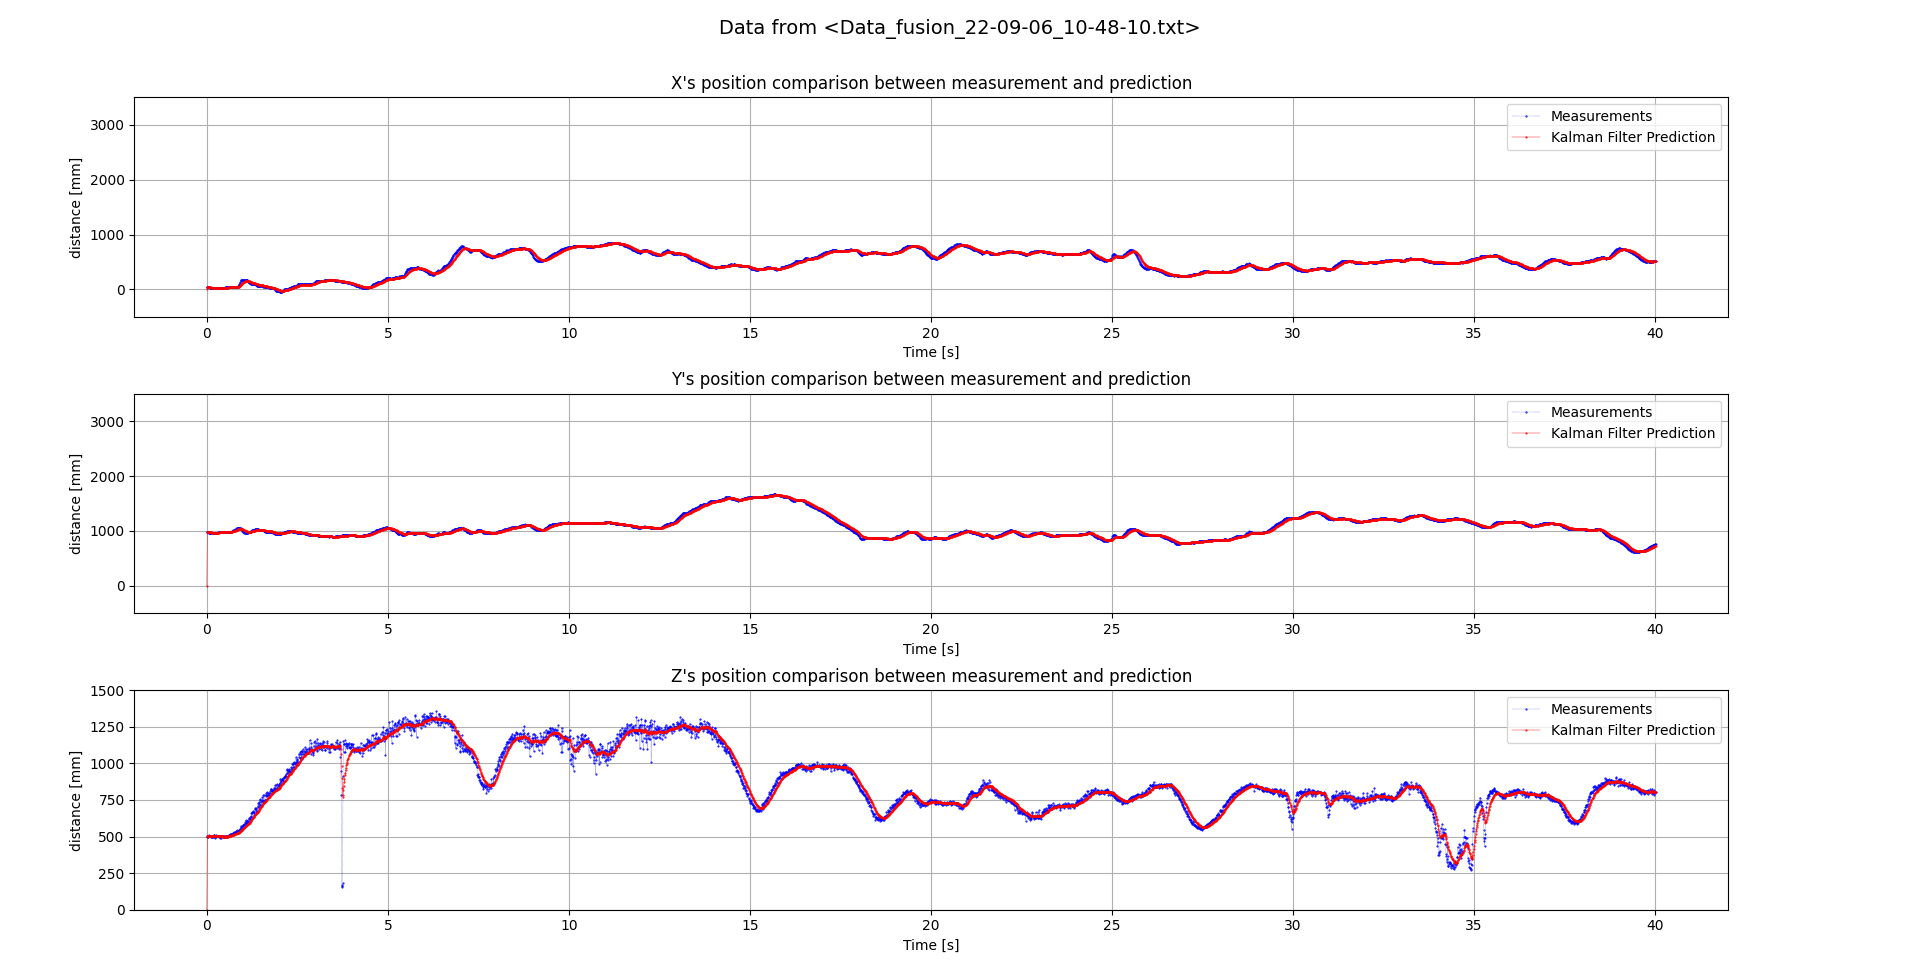 Data from <Data_fusion_22-09-06_10-48-10.txt>
X's position comparison between measurement and prediction
3000
2000
1000
0
distance [mm]
Measurements
Kalman Filter Prediction
0 5 10 15 20 25 30 35 40
Time [s]
Y's position comparison between measurement and prediction
3000
2000
1000
0
distance [mm]
Measurements
Kalman Filter Prediction
0 5 10 15 20 25 30 35 40
Time [s]
Z's position comparison between measurement and prediction
1500
1250
1000
750
500
250
0
distance [mm]
Measurements
Kalman Filter Prediction
0 5 10 15 20 25 30 35 40
Time [s]